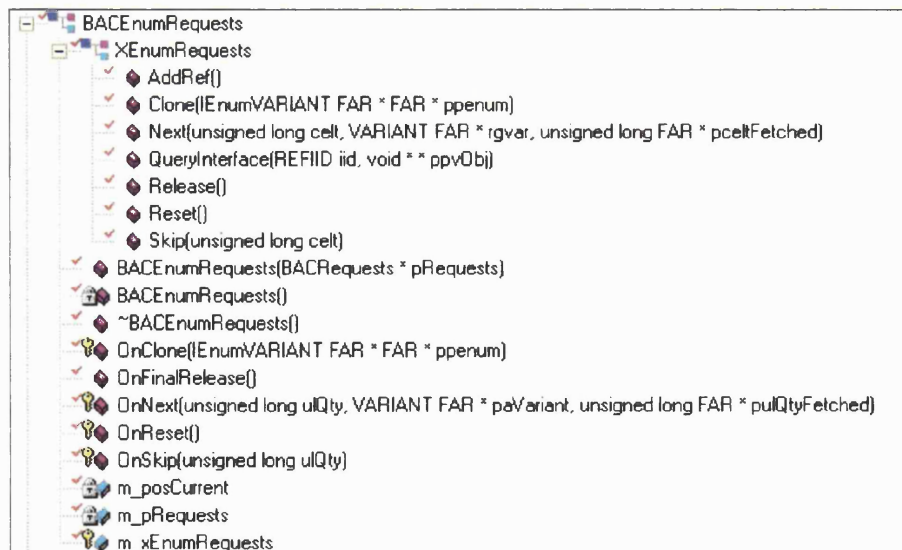 BACEnumRequests
XEnumRequests
AddRef()
Clone(IEnumVARIANT FAR * FAR * ppenum)
Next(unsigned long celt, VARIANT FAR * rgvar, unsigned long FAR * pceltFetched)
QueryInterface(REFIID iid, void * * ppvObj)
Release()
Reset()
Skip(unsigned long celt)
BACEnumRequests(BACRequests * pRequests)
BACEnumRequests()
~BACEnumRequests()
OnClone(IEnumVARIANT FAR * FAR * ppenum)
OnFinalRelease()
OnNext(unsigned long ulQty, VARIANT FAR * paVariant, unsigned long FAR * pulQtyFetched)
OnReset()
OnSkip(unsigned long ulQty)
m_posCurrent
m_pRequests
m_xEnumRequests